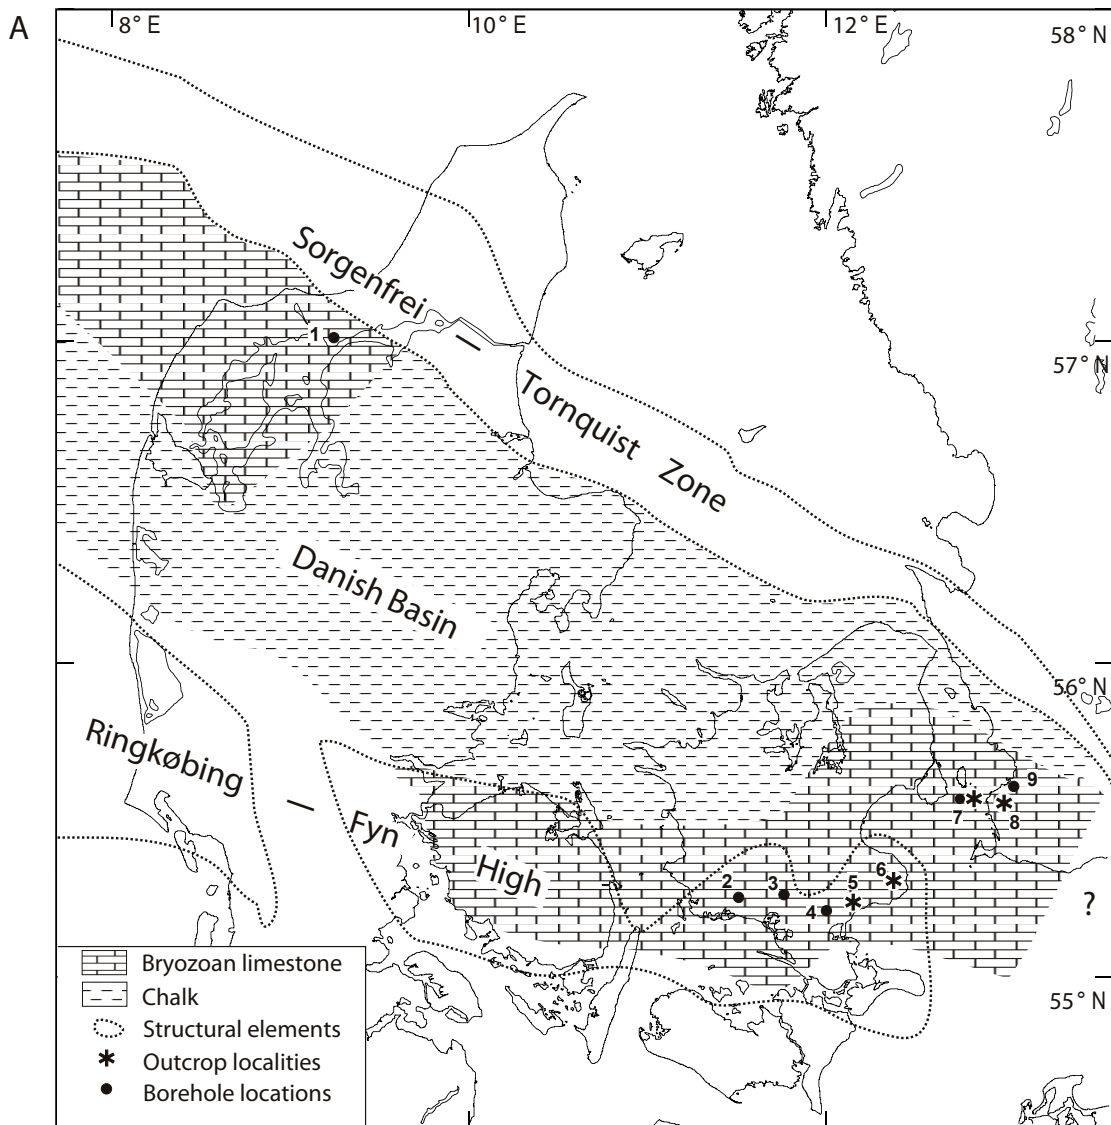 A
8° E
10° E
12° E
58° N
Sorgenfrei
—
Tornquist
Zone
57° N
1
Danish Basin
56° N
Ringkøbing
—
Fyn
High
9
7
8
6
5
2
3
4
?
55° N
Bryozoan limestone
Chalk
Structural elements
Outcrop localities
Borehole locations